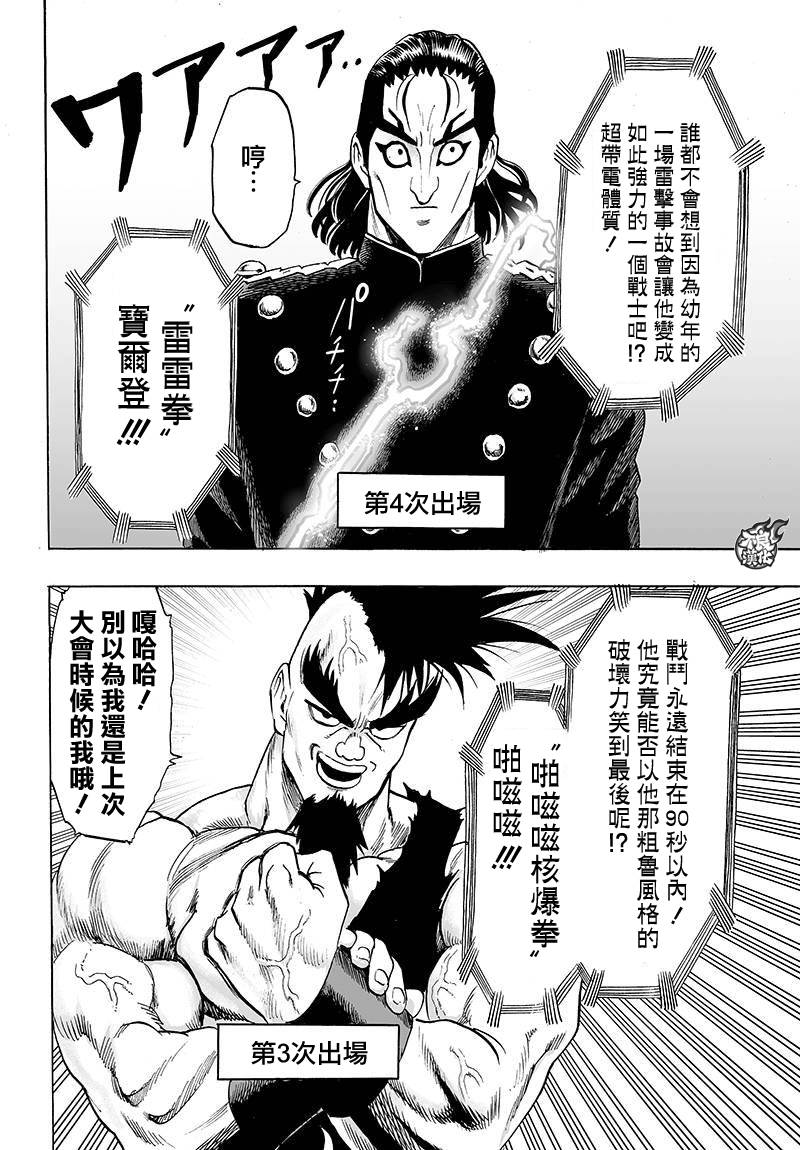 ワアアァ‥
誰都不會想到因為幼年的
一場雷擊事故會讓他變成
如此強力的一個戰士吧!?
超帶電體質！
哼…
パチチ‥
“雷雷拳”
寶爾登!!!
第4次出場
戰鬥永遠結束在90秒以內！
他究竟能否以他那粗魯風格的
破壞力笑到最後呢!?
“啪嗞嗞核爆拳”
啪嗞嗞!!!
嘎哈哈！
別以為我還是上次
大會時候的我哦！
第3次出場